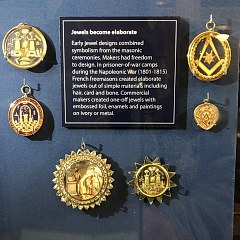 Jewels become elaborate
Early jewel designs combined
symbolism from the masonic
ceremonies. Makers had freedom
to design. In prisoner-of-war camps
during the Napoleonic War (1801-1815)
French freemasons created elaborate
jewels out of simple materials including
hair, card and bone. Commercial
makers created one-off jewels with
embossed foil, enamels and paintings
on ivory or metal.